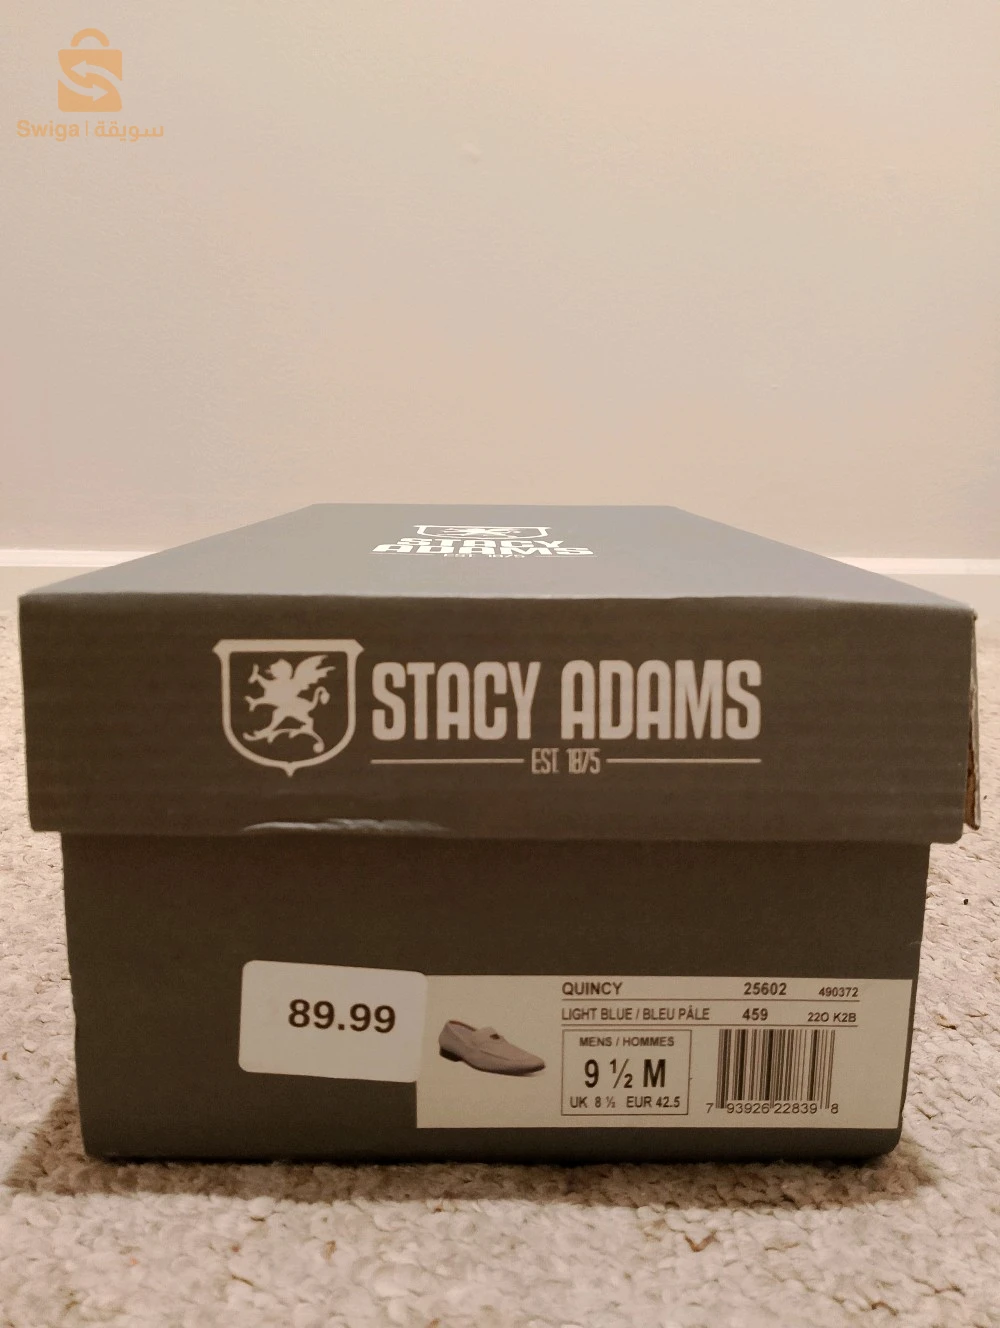 Swiga | سويقة
STACY
ADAMS
EST. 1875
STACY ADAMS
EST. 1875
89.99
QUINCY 25602 490372
LIGHT BLUE / BLEU PÂLE 459 22O K2B
MENS / HOMMES
9 ½ M
UK 8 ½ EUR 42.5
7 93926 22839 8